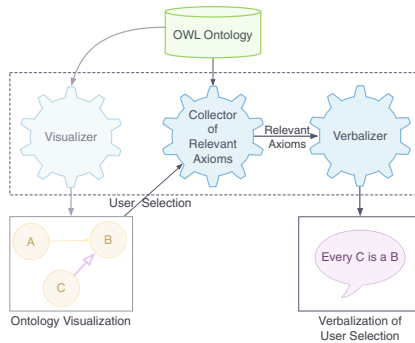 OWL Ontology
Visualizer
Collector
of
Relevant
Axioms
Relevant
Axioms
Verbalizer
User Selection
A
B
C
Every C is a B
Ontology Visualization
Verbalization of
User Selection